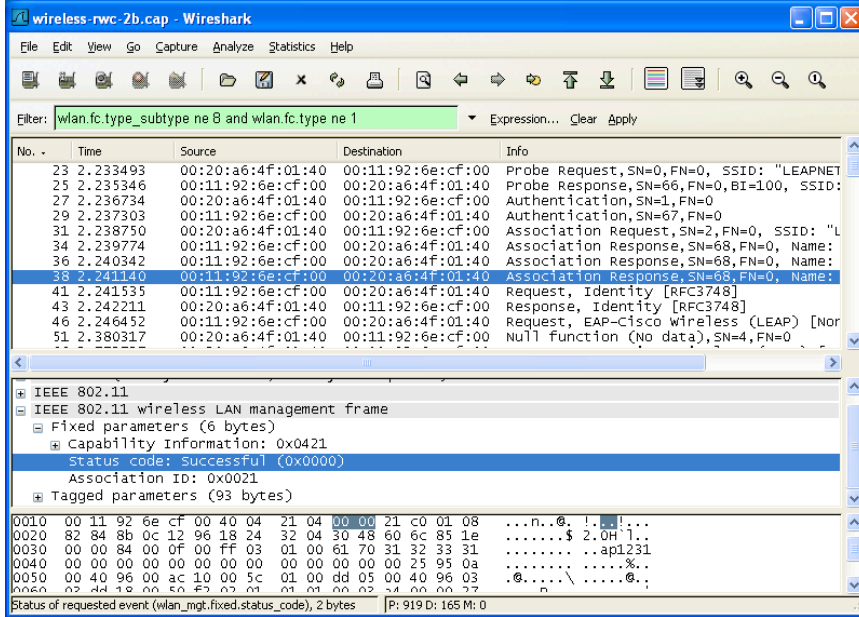 wireless-rwc-2b.cap - Wireshark
File Edit View Go Capture Analyze Statistics Help
Filter: wlan.fc.type_subtype ne 8 and wlan.fc.type ne 1 Expression... Clear Apply
No. Time Source Destination Info
23 2.233493 00:20:a6:4f:01:40 00:11:92:6e:cf:00 Probe Request,SN=0,FN=0, SSID: "LEAPNET
25 2.235346 00:11:92:6e:cf:00 00:20:a6:4f:01:40 Probe Response,SN=66,FN=0,BI=100, SSID:
27 2.236734 00:20:a6:4f:01:40 00:11:92:6e:cf:00 Authentication,SN=1,FN=0
29 2.237303 00:11:92:6e:cf:00 00:20:a6:4f:01:40 Authentication,SN=67,FN=0
31 2.238750 00:20:a6:4f:01:40 00:11:92:6e:cf:00 Association Request,SN=2,FN=0, SSID: "L
34 2.239774 00:11:92:6e:cf:00 00:20:a6:4f:01:40 Association Response,SN=68,FN=0, Name:
36 2.240342 00:11:92:6e:cf:00 00:20:a6:4f:01:40 Association Response,SN=68,FN=0, Name:
38 2.241140 00:11:92:6e:cf:00 00:20:a6:4f:01:40 Association Response,SN=68,FN=0, Name:
41 2.241535 00:11:92:6e:cf:00 00:20:a6:4f:01:40 Request, Identity [RFC3748]
43 2.242211 00:20:a6:4f:01:40 00:11:92:6e:cf:00 Response, Identity [RFC3748]
46 2.246452 00:11:92:6e:cf:00 00:20:a6:4f:01:40 Request, EAP-Cisco Wireless (LEAP) [Nor
51 2.380317 00:20:a6:4f:01:40 00:11:92:6e:cf:00 Null function (No data),SN=4,FN=0
IEEE 802.11
IEEE 802.11 wireless LAN management frame
Fixed parameters (6 bytes)
Capability Information: 0x0421
Status code: Successful (0x0000)
Association ID: 0x0021
Tagged parameters (93 bytes)
0010 00 11 92 6e cf 00 40 04 21 04 00 00 21 c0 01 08 ...n..@. !...!...
0020 82 84 8b 0c 12 96 18 24 32 04 30 48 60 6c 85 1e .......$ 2.0H`l..
0030 00 00 84 00 0f 00 ff 03 01 00 61 70 31 32 33 31 ........ ..ap1231
0040 00 00 00 00 00 00 00 00 00 00 00 00 00 25 95 0a ........ .....%..
0050 00 40 96 00 ac 10 00 5c 01 00 dd 05 00 40 96 03 .@.....\ .....@..
Status of requested event (wlan_mgt.fixed.status_code), 2 bytes P: 919 D: 165 M: 0